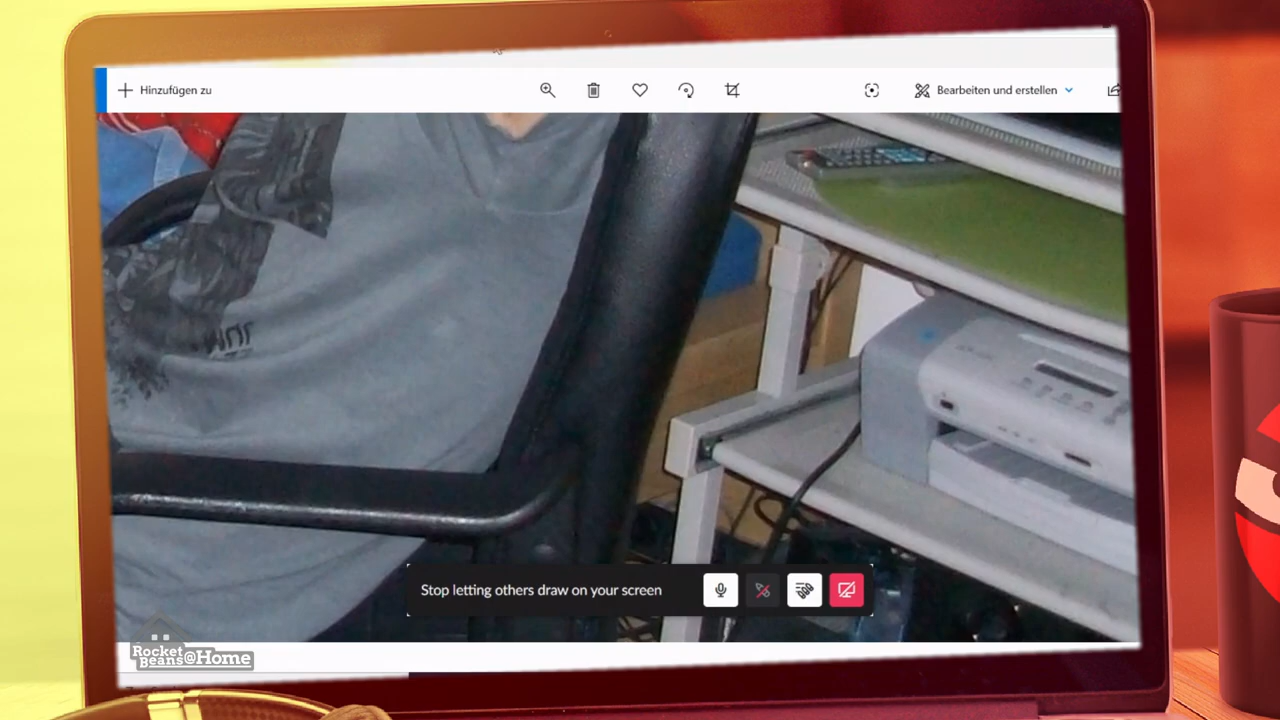 Hinzufügen zu
Bearbeiten und erstellen
Stop letting others draw on your screen
Rocket
Beans@Home